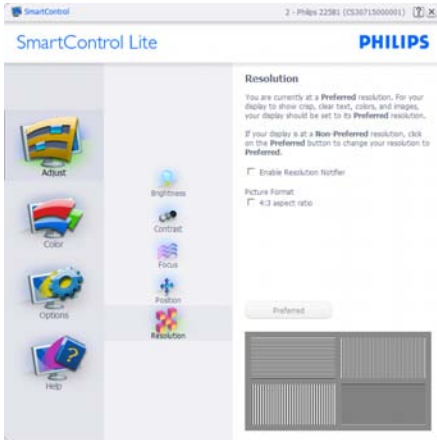 SmartControl
2 - Philips 225B1 (CS30715000001)
SmartControl Lite
PHILIPS
Adjust
Color
Options
Help
Brightness
Contrast
Focus
Position
Resolution
Resolution
You are currently at a Preferred resolution. For your
display to show crisp, clear text, colors, and images,
your display should be set to its Preferred resolution.
If your display is at a Non-Preferred resolution, click
on the Preferred button to change your resolution to
Preferred.
Enable Resolution Notifier
Picture Format
4:3 aspect ratio
Preferred